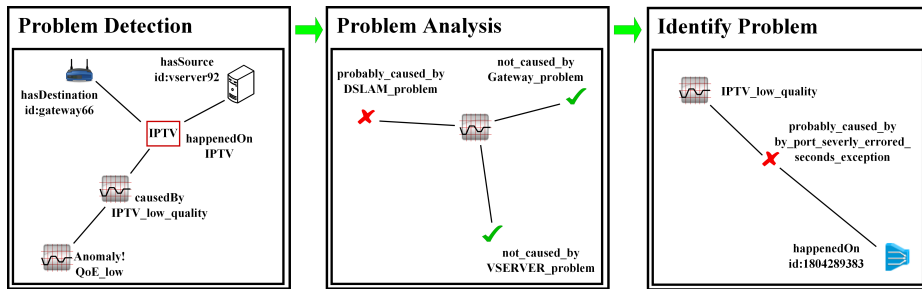 Problem Detection
hasSource
id:vserver92
hasDestination
id:gateway66
IPTV
happenedOn
IPTV
causedBy
IPTV_low_quality
Anomaly!
QoE_low
Problem Analysis
not_caused_by
Gateway_problem
probably_caused_by
DSLAM_problem
not_caused_by
VSERVER_problem
Identify Problem
IPTV_low_quality
probably_caused_by
by_port_severly_errored_
seconds_exception
happenedOn
id:1804289383